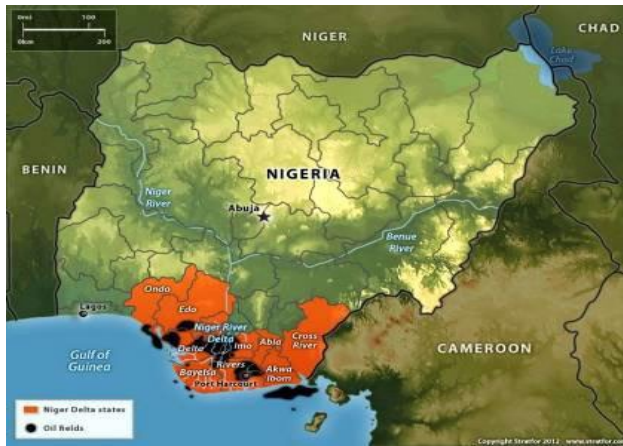 0mi 100
0km 200
NIGER
CHAD
Lake
Chad
BENIN
NIGERIA
Niger
River
Abuja
Benue
River
Ondo
Edo
Lagos
Niger River
Delta
Delta
Imo
Abia
Cross
River
Gulf of
Guinea
Rivers
Bayelsa
Akwa
Ibom
Port Harcourt
CAMEROON
Niger Delta states
Oil fields
Copyright Stratfor 2012 www.stratfor.com